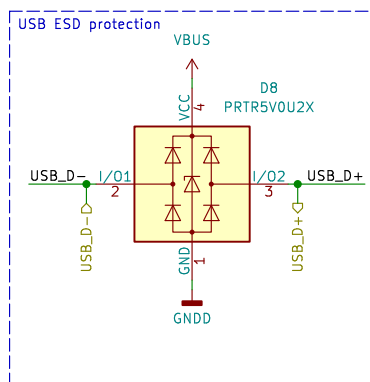 USB ESD protection
VBUS
D8
PRTR5V0U2X
VCC
4
USB_D-
I/O1
2
I/O2
3
USB_D+
USB_D-
USB_D+
GND
1
GNDD